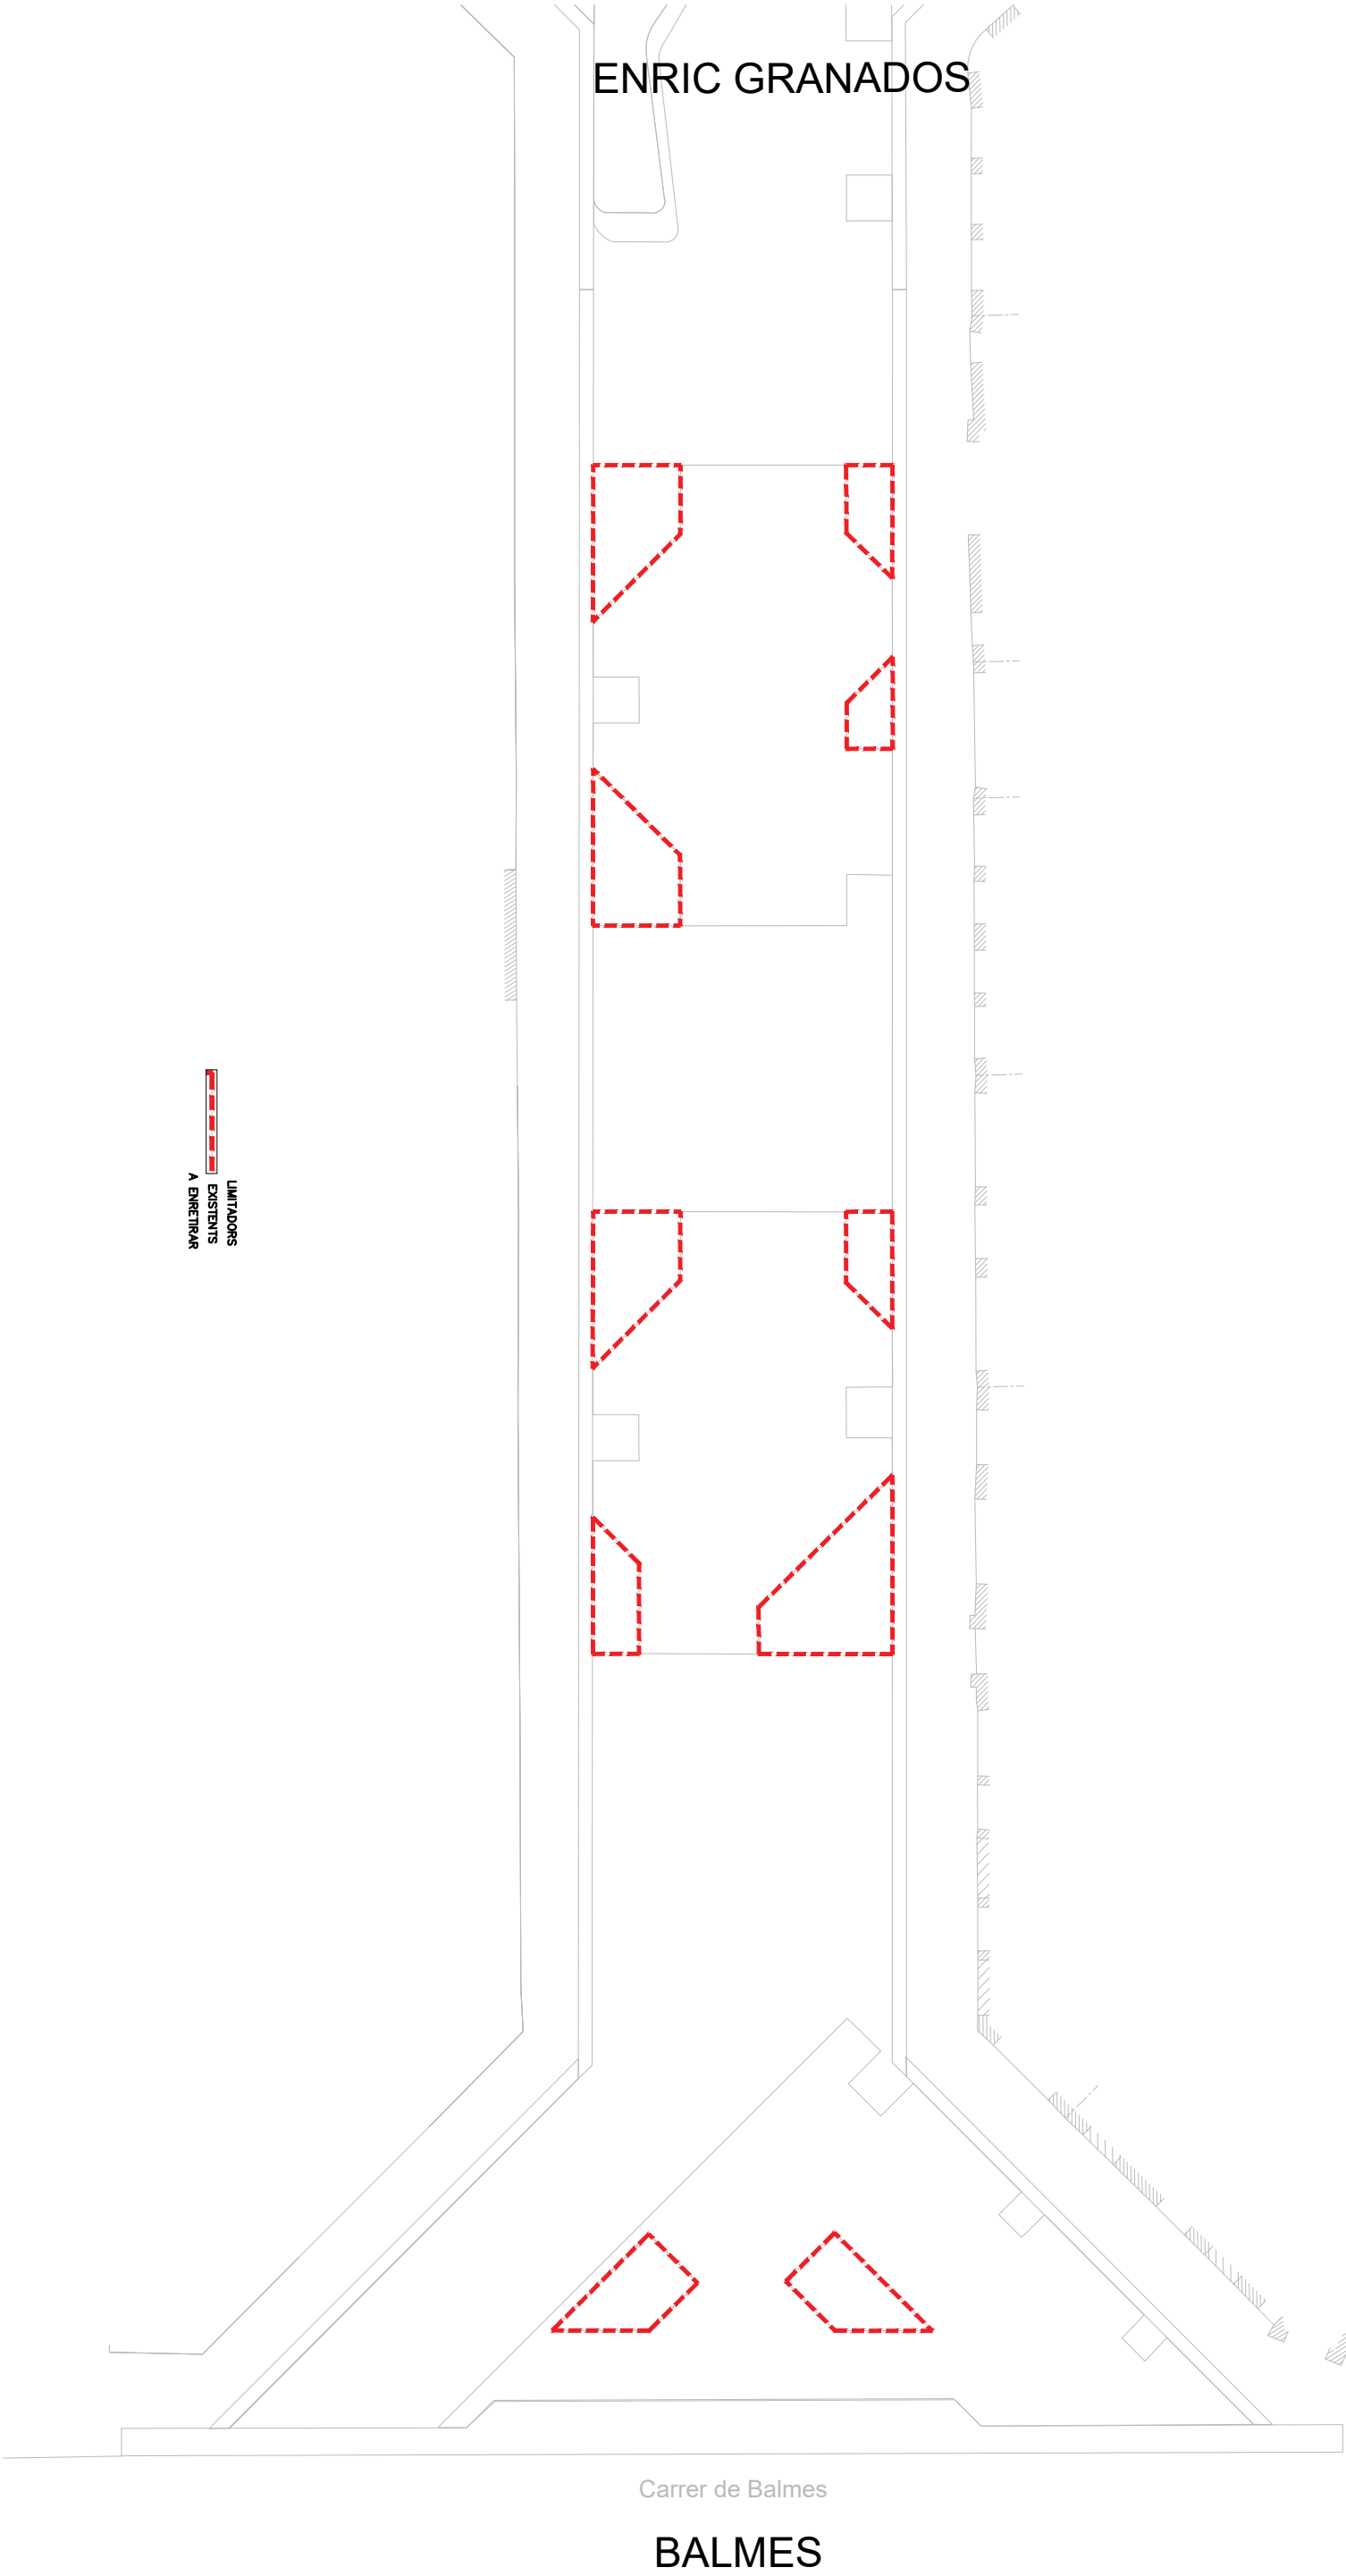 ENRIC GRANADOS
LIMITADORS
EXISTENTS
A ENRETIRAR
Carrer de Balmes
BALMES